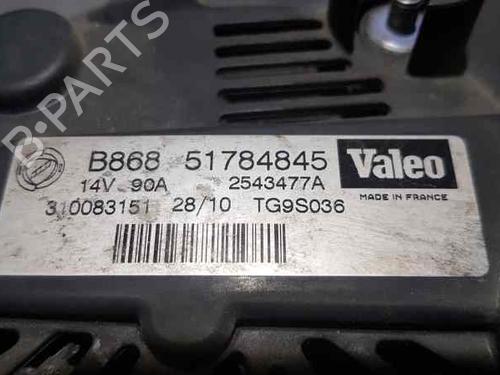 B-PARTS
B868 51784845
14V 90A 2543477A
310083151 28/10 TG9S036
Valeo
MADE IN FRANCE